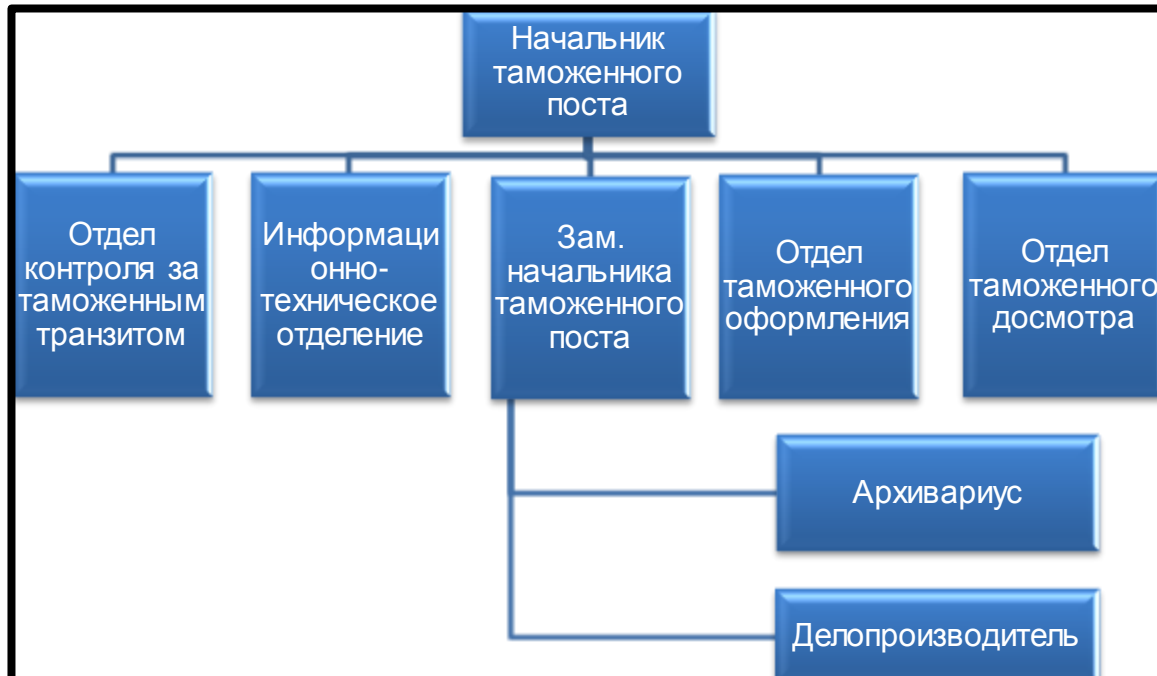 Начальник
таможенного
поста
Отдел
контроля за
таможенным
транзитом
Информаци
онно-
техническое
отделение
Зам.
начальника
таможенного
поста
Отдел
таможенного
оформления
Отдел
таможенного
досмотра
Архивариус
Делопроизводитель